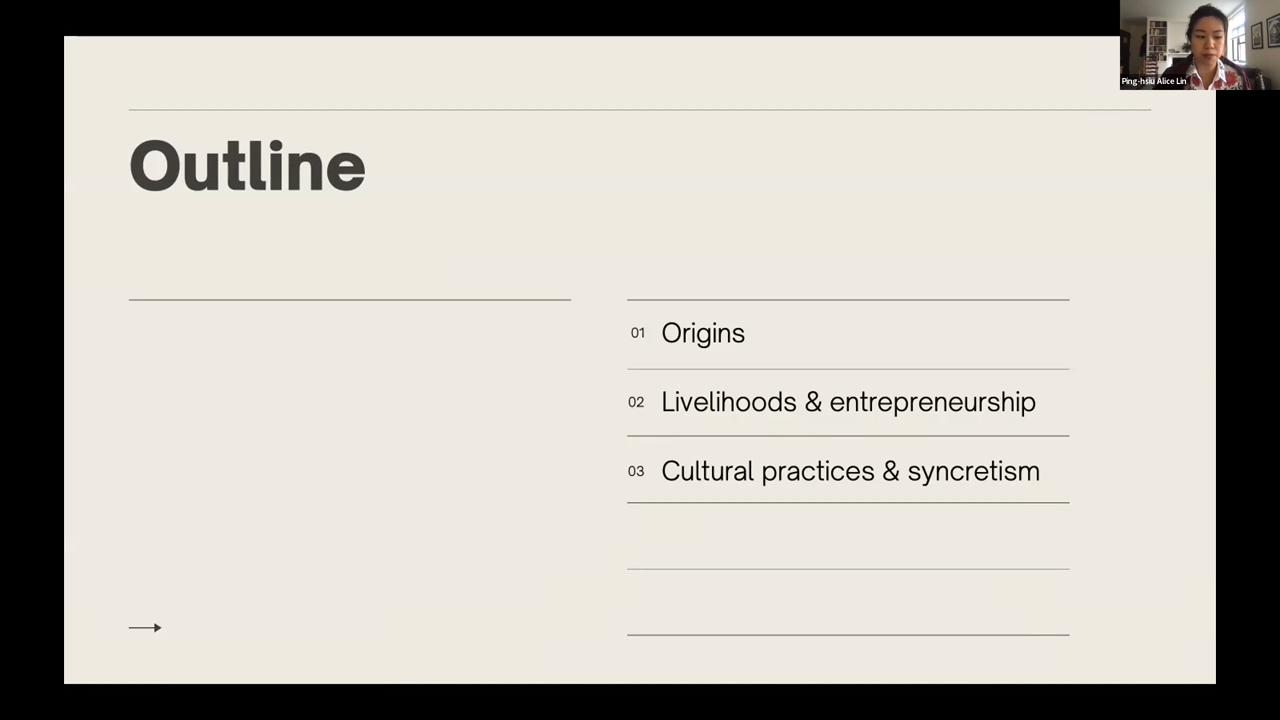 Ping-hsiu Alice Lin
Outline
01 Origins
02 Livelihoods & entrepreneurship
03 Cultural practices & syncretism